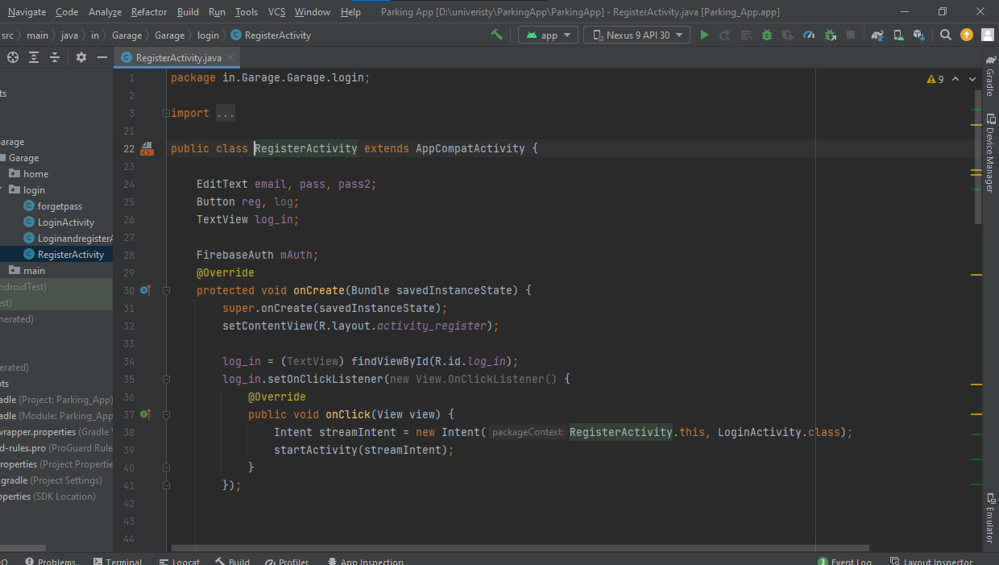 Navigate Code Analyze Refactor Build Run Tools VCS Window Help Parking App [D:\univeristy\ParkingApp\ParkingApp] - RegisterActivity.java [Parking_App.app]
src main java in Garage Garage login RegisterActivity app Nexus 9 API 30
RegisterActivity.java
ts
arage
Garage
home
login
forgetpass
LoginActivity
LoginandregisterA
RegisterActivity
main
ndroidTest)
est)
nerated)
erated)
ots
adle (Project: Parking_App)
adle (Module: Parking_App
wrapper.properties (Gradle
d-rules.pro (ProGuard Rule
roperties (Project Propertie
.gradle (Project Settings)
operties (SDK Location)
1 package in.Garage.Garage.login;
2
3 import ...
21
22 public class RegisterActivity extends AppCompatActivity {
23
24 EditText email, pass, pass2;
25 Button reg, log;
26 TextView log_in;
27
28 FirebaseAuth mAuth;
29 @Override
30 protected void onCreate(Bundle savedInstanceState) {
31 super.onCreate(savedInstanceState);
32 setContentView(R.layout.activity_register);
33
34 log_in = (TextView) findViewById(R.id.log_in);
35 log_in.setOnClickListener(new View.OnClickListener() {
36 @Override
37 public void onClick(View view) {
38 Intent streamIntent = new Intent( packageContext: RegisterActivity.this, LoginActivity.class);
39 startActivity(streamIntent);
40 }
41 });
42
43
44
9
Gradle
Device Manager
Emulator
Problems Terminal Logcat Build Profiler App Inspection 3 Event Log Layout Inspector